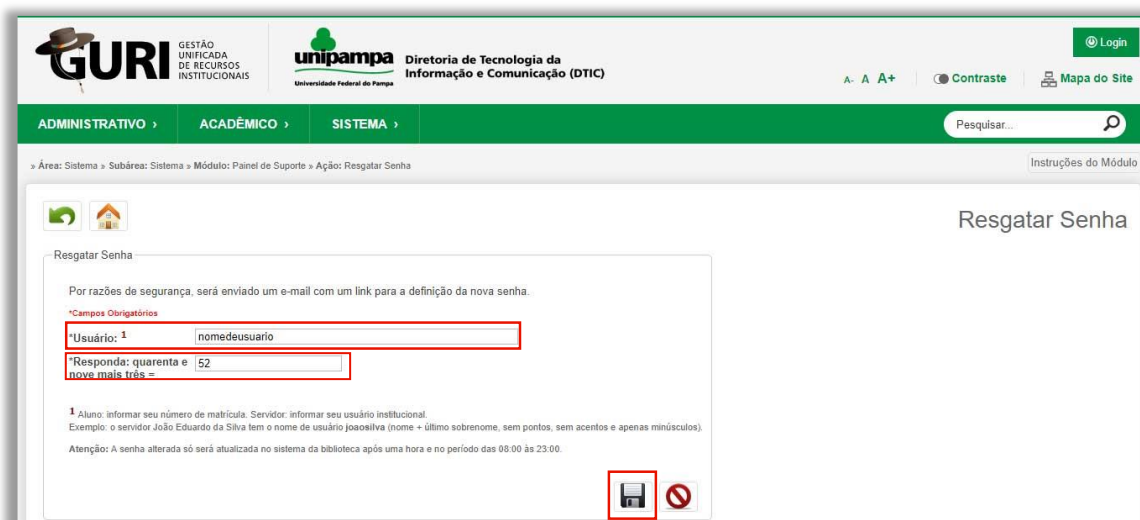 GURI
GESTÃO
UNIFICADA
DE RECURSOS
INSTITUCIONAIS
unipampa
Universidade Federal do Pampa
Diretoria de Tecnologia da
Informação e Comunicação (DTIC)
Login
A- A A+ Contraste Mapa do Site
ADMINISTRATIVO › ACADÊMICO › SISTEMA › Pesquisar...
» Área: Sistema » Subárea: Sistema » Módulo: Painel de Suporte » Ação: Resgatar Senha Instruções do Módulo
Resgatar Senha
Resgatar Senha
Por razões de segurança, será enviado um e-mail com um link para a definição da nova senha.
*Campos Obrigatórios
*Usuário: 1 nomedeusuario
*Responda: quarenta e 52
nove mais três =
1 Aluno: informar seu número de matrícula. Servidor: informar seu usuário institucional.
Exemplo: o servidor João Eduardo da Silva tem o nome de usuário joaosilva (nome + último sobrenome, sem pontos, sem acentos e apenas minúsculos).
Atenção: A senha alterada só será atualizada no sistema da biblioteca após uma hora e no período das 08:00 às 23:00.